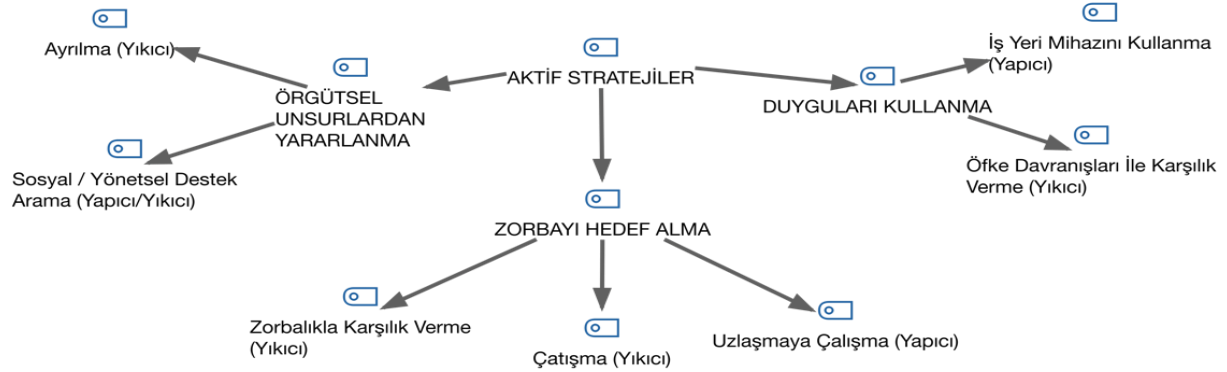 Ayrılma (Yıkıcı)
AKTİF STRATEJİLER
İş Yeri Mihazını Kullanma
(Yapıcı)
ÖRGÜTSEL
UNSURLARDAN
YARARLANMA
DUYGULARI KULLANMA
Sosyal / Yönetsel Destek
Arama (Yapıcı/Yıkıcı)
Öfke Davranışları İle Karşılık
Verme (Yıkıcı)
ZORBAYI HEDEF ALMA
Zorbalıkla Karşılık Verme
(Yıkıcı)
Çatışma (Yıkıcı)
Uzlaşmaya Çalışma (Yapıcı)